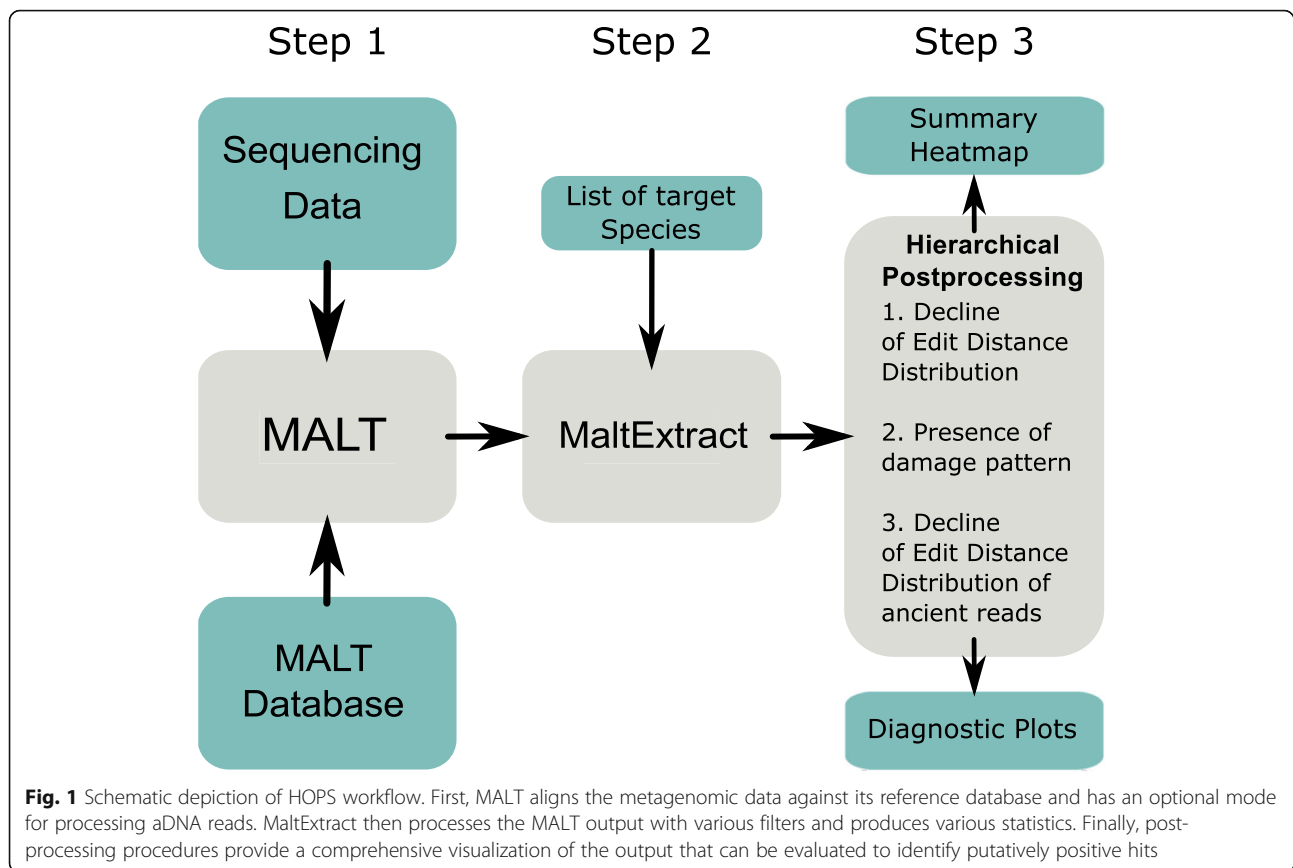 Step 1
Step 2
Step 3
Sequencing
Data
MALT
MALT
Database
List of target
Species
MaltExtract
Summary
Heatmap
Hierarchical
Postprocessing
1. Decline
of Edit Distance
Distribution
2. Presence of
damage pattern
3. Decline
of Edit Distance
Distribution of
ancient reads
Diagnostic Plots
Fig. 1 Schematic depiction of HOPS workflow. First, MALT aligns the metagenomic data against its reference database and has an optional mode
for processing aDNA reads. MaltExtract then processes the MALT output with various filters and produces various statistics. Finally, post-
processing procedures provide a comprehensive visualization of the output that can be evaluated to identify putatively positive hits